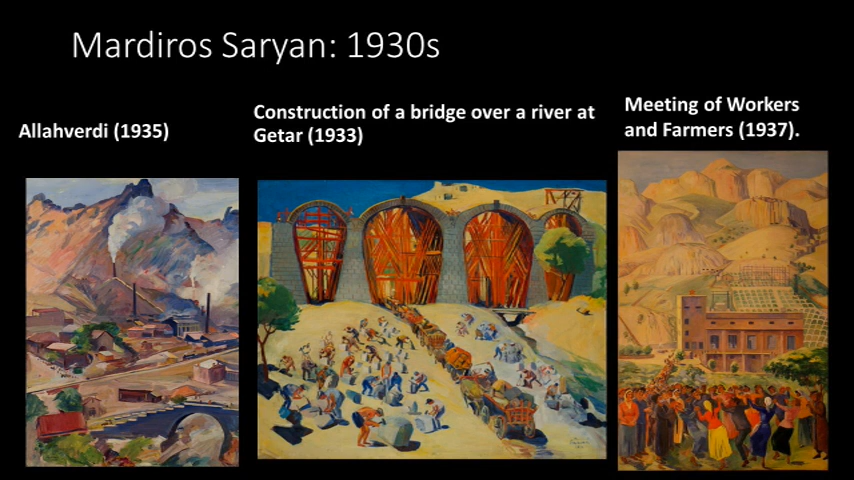 Mardiros Saryan: 1930s
Allahverdi (1935)
Construction of a bridge over a river at
Getar (1933)
Meeting of Workers
and Farmers (1937).